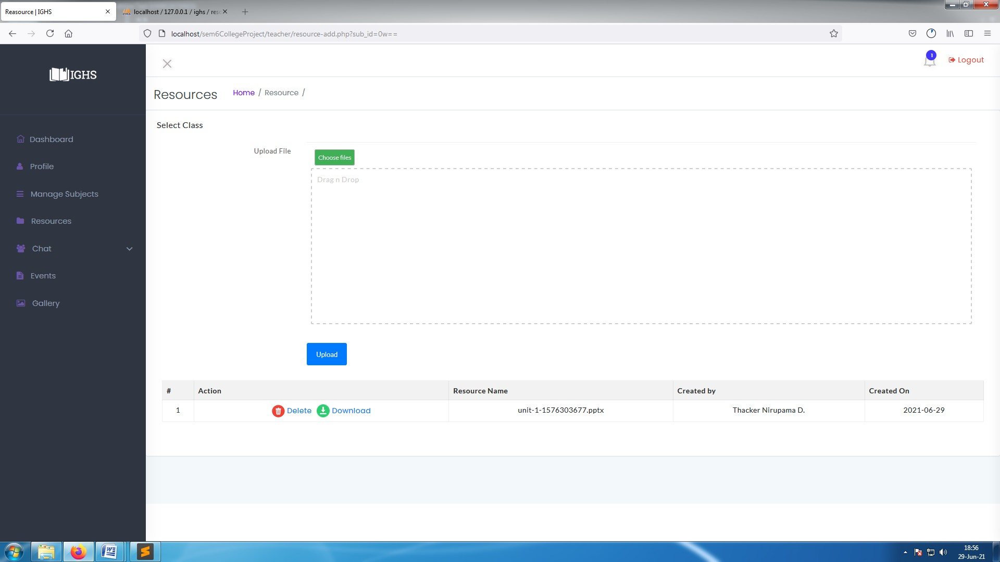 Reasource | IGHS
localhost / 127.0.0.1 / ighs / reso
localhost/sem6CollegeProject/teacher/resource-add.php?sub_id=0w==
IGHS
1
Logout
Resources
Home / Resource /
Dashboard
Profile
Manage Subjects
Resources
Chat
Events
Gallery
Select Class
Upload File
Choose files
Drag n Drop
Upload
# Action Resource Name Created by Created On
1 Delete Download unit-1-1576303677.pptx Thacker Nirupama D. 2021-06-29
18:56
29-Jun-21